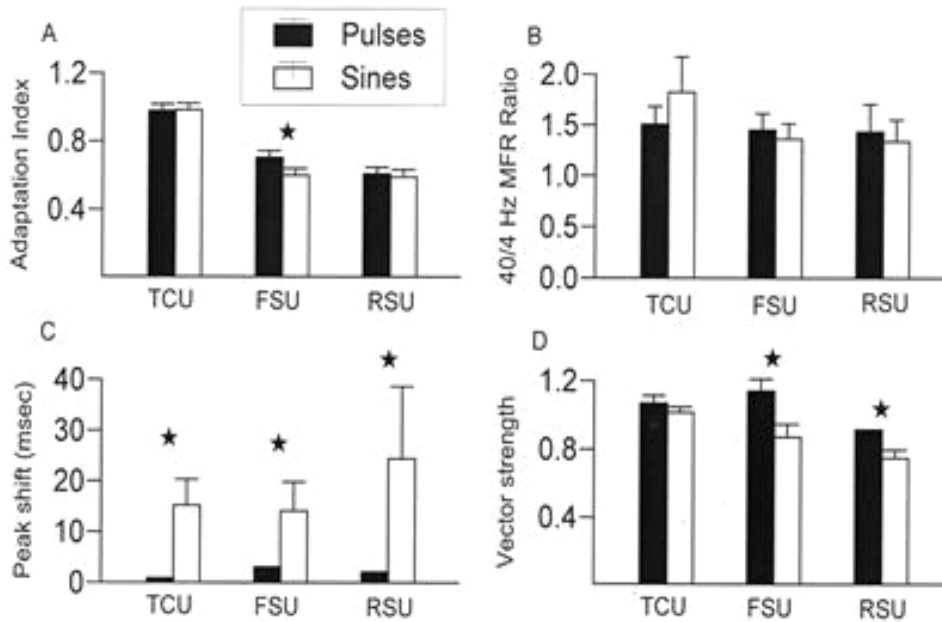 A
Pulses
Sines
B
Adaptation Index
1.2
0.8
0.4
★
TCU FSU RSU
40/4 Hz MFR Ratio
2.0
1.5
1.0
0.5
0.0
TCU FSU RSU
C
Peak shift (msec)
40
30
20
10
0
★ ★ ★
TCU FSU RSU
D
Vector strength
1.2
0.8
0.4
★ ★
TCU FSU RSU